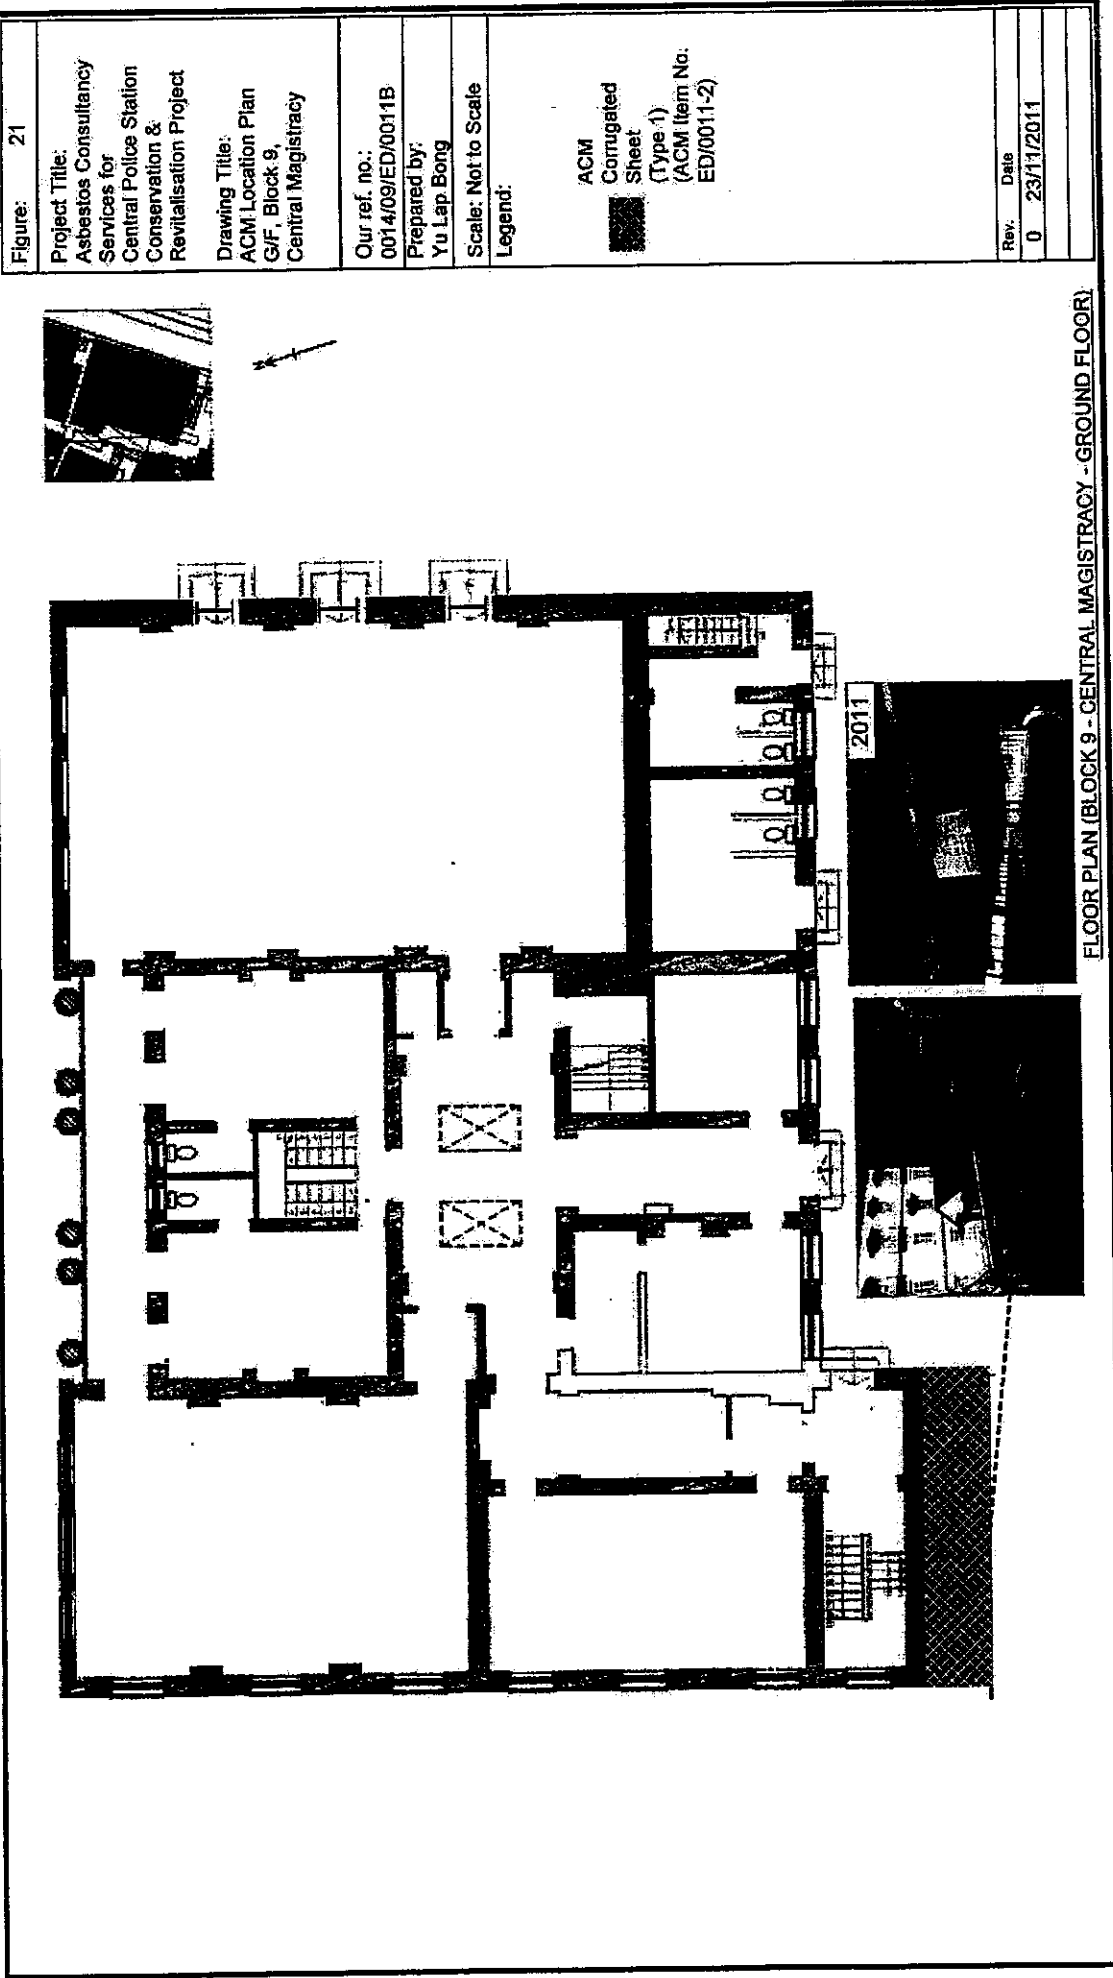 Figure: 21
Project Title:
Asbestos Consultancy
Services for
Central Police Station
Conservation &
Revitalisation Project
Drawing Title:
ACM Location Plan
G/F, Block 9,
Central Magistracy
Our ref. no.:
0014/09/ED/0011B
Prepared by:
Yu Lap Bong
Scale: Not to Scale
Legend:
ACM
Corrugated
Sheet
(Type 1)
(ACM Item No:
ED/0011-2)
Rev. Date
0 23/11/2011
N
2011
FLOOR PLAN (BLOCK 9 - CENTRAL MAGISTRACY - GROUND FLOOR)